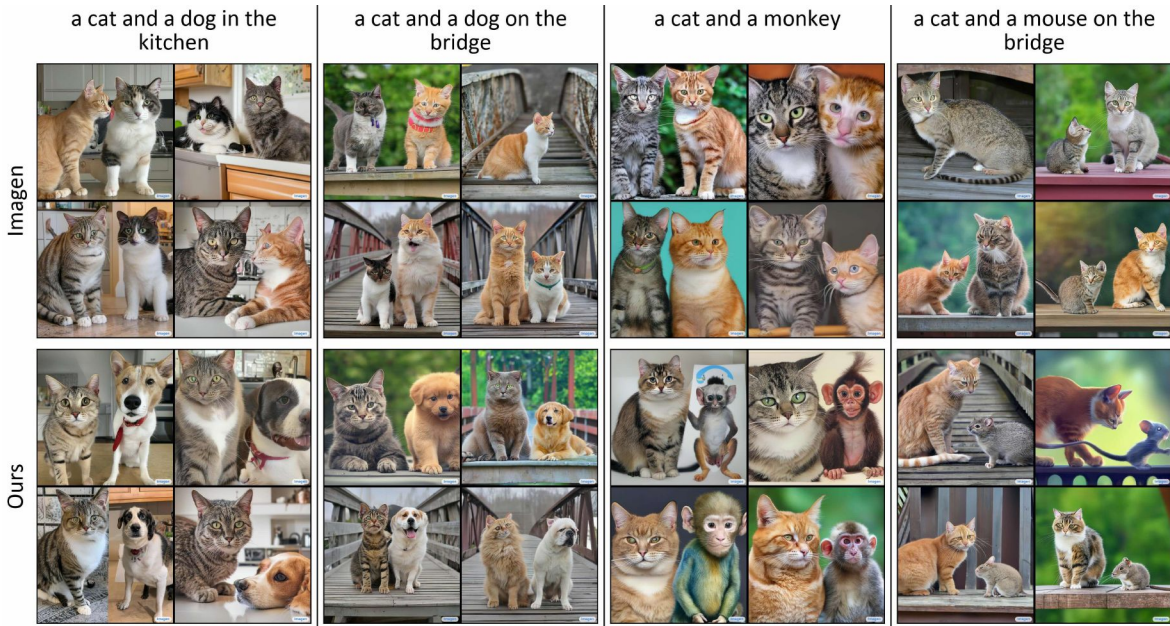 a cat and a dog in the
kitchen
a cat and a dog on the
bridge
a cat and a monkey
a cat and a mouse on the
bridge
Imagen
Ours